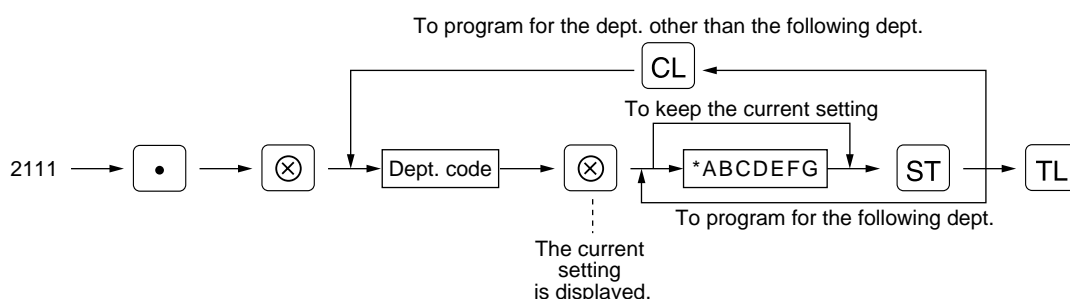 To program for the dept. other than the following dept.
CL
To keep the current setting
2111 • ⊗ Dept. code ⊗ *ABCDEFG ST TL
To program for the following dept.
The current
setting
is displayed.